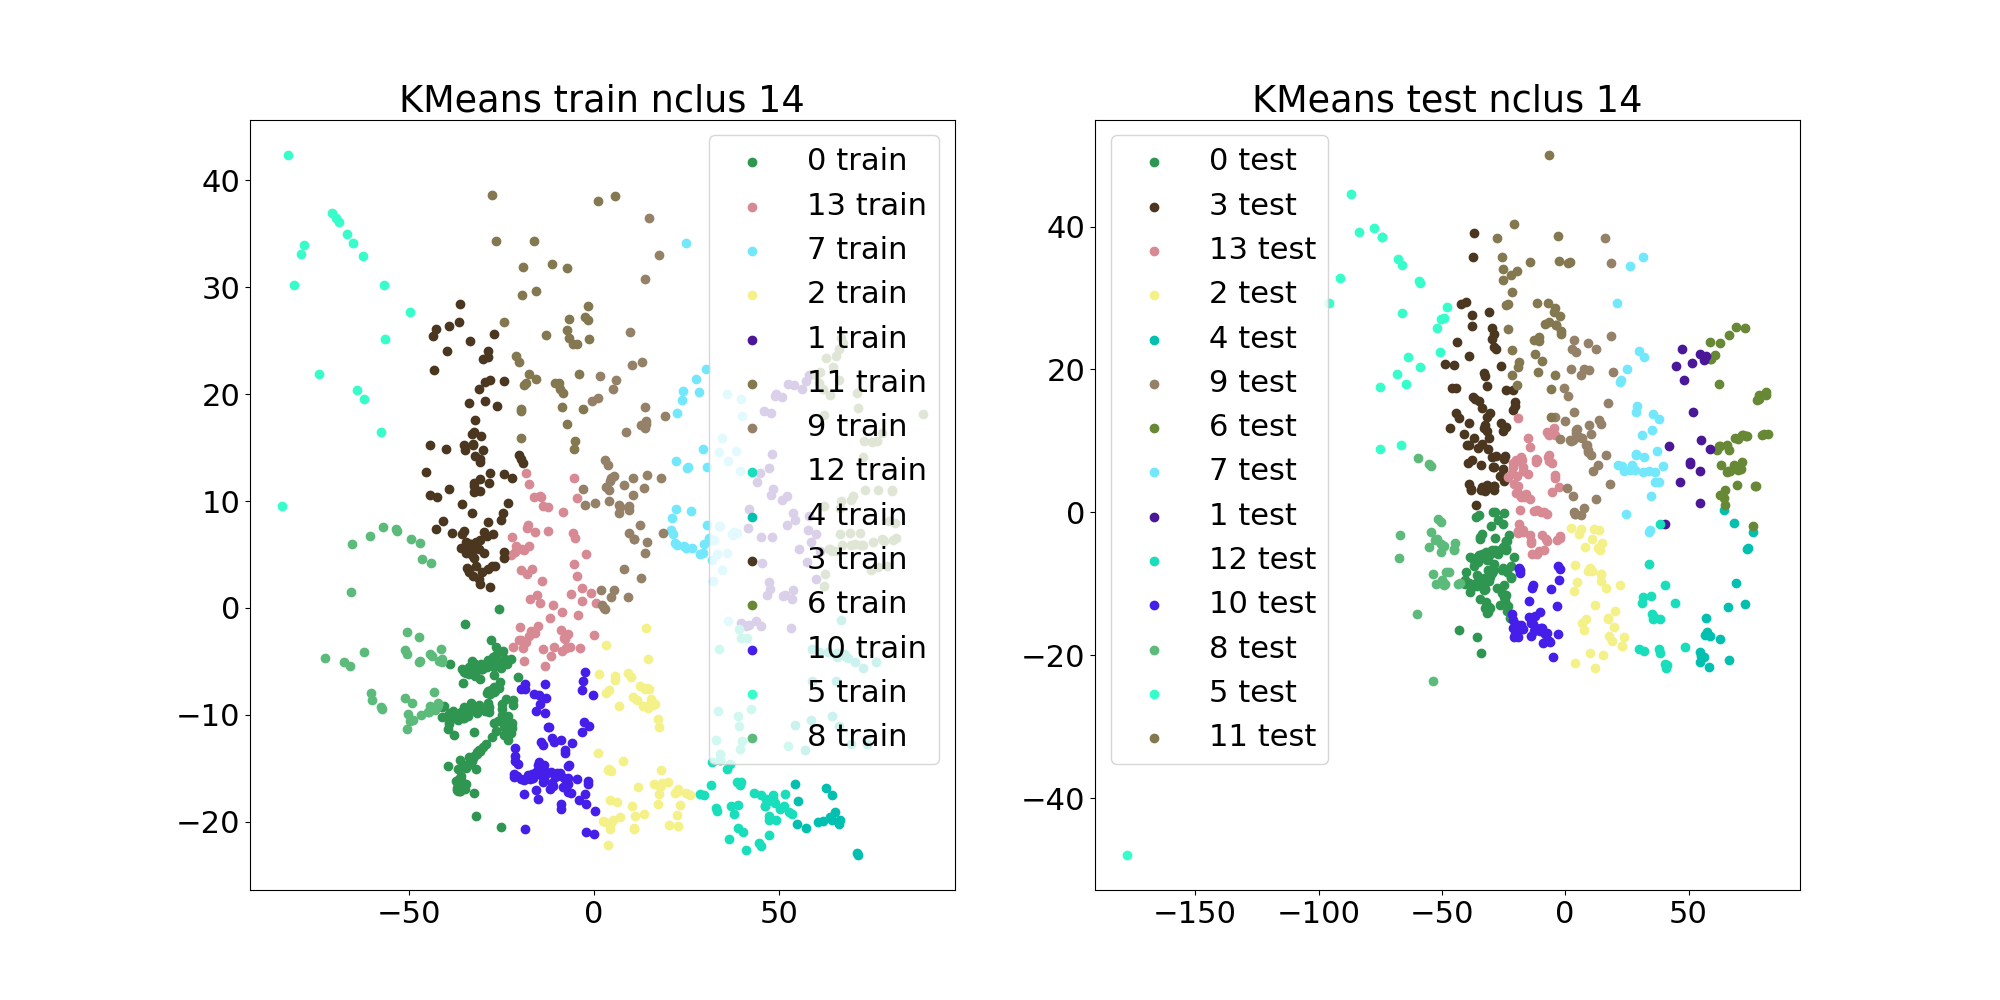 KMeans train nclus 14
40
30
20
10
0
−10
−20
−50
0
50
0 train
13 train
7 train
2 train
1 train
11 train
9 train
12 train
4 train
3 train
6 train
10 train
5 train
8 train
KMeans test nclus 14
40
20
0
−20
−40
−150
−100
−50
0
50
0 test
3 test
13 test
2 test
4 test
9 test
6 test
7 test
1 test
12 test
10 test
8 test
5 test
11 test